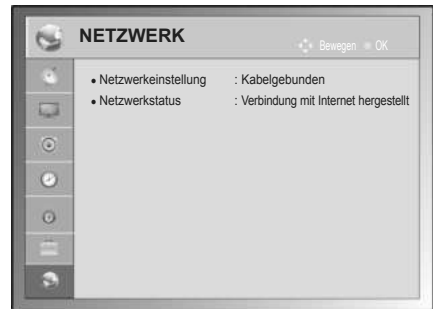 NETZWERK
Bewegen OK
• Netzwerkeinstellung : Kabelgebunden
• Netzwerkstatus : Verbindung mit Internet hergestellt